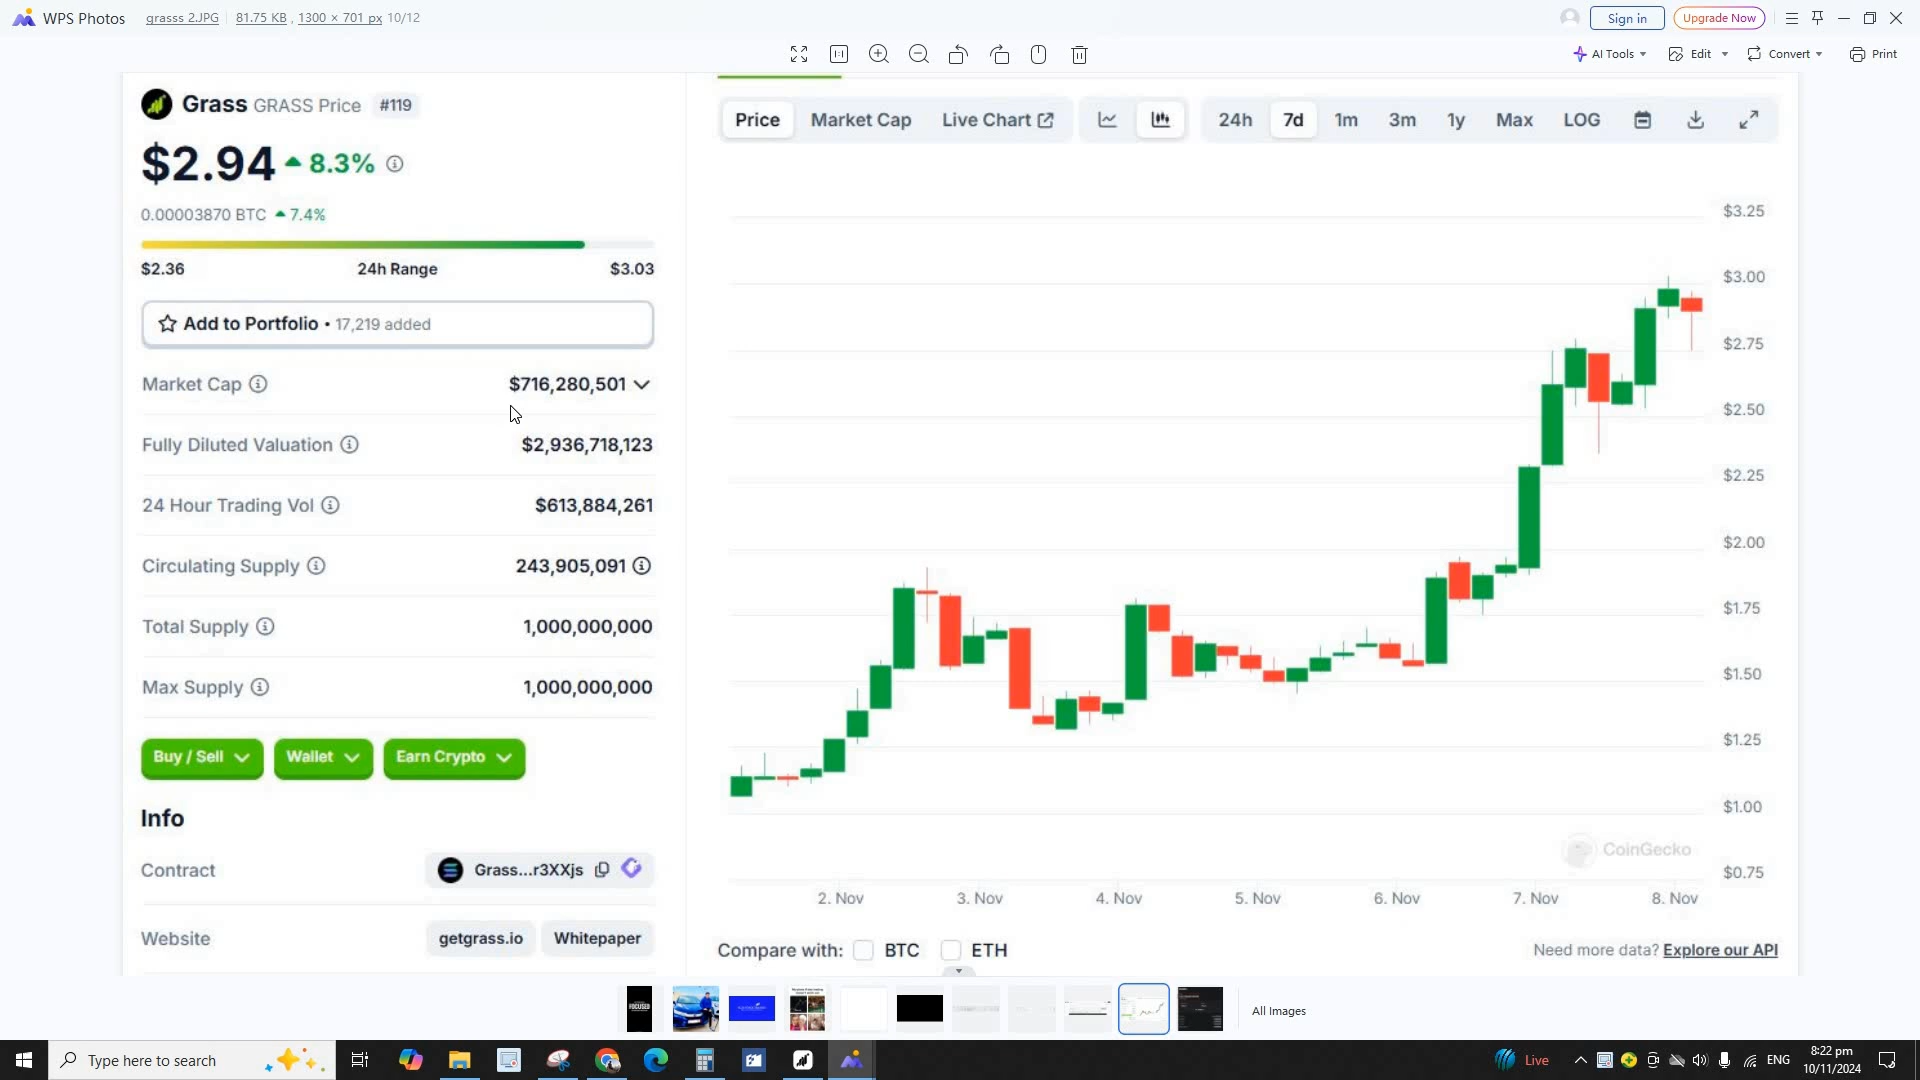 WPS Photos grasss 2.JPG 81.75 KB , 1300 × 701 px 10/12
Sign in Upgrade Now
AI Tools Edit Convert Print
Grass GRASS Price #119
$2.94 8.3%
0.00003870 BTC 7.4%
$2.36 24h Range $3.03
Add to Portfolio • 17,219 added
Market Cap $716,280,501
Fully Diluted Valuation $2,936,718,123
24 Hour Trading Vol $613,884,261
Circulating Supply 243,905,091
Total Supply 1,000,000,000
Max Supply 1,000,000,000
Buy / Sell Wallet Earn Crypto
Info
Contract Grass...r3XXjs
Website getgrass.io Whitepaper
Price Market Cap Live Chart 24h 7d 1m 3m 1y Max LOG
$3.25
$3.00
$2.75
$2.50
$2.25
$2.00
$1.75
$1.50
$1.25
$1.00
$0.75
CoinGecko
2. Nov 3. Nov 4. Nov 5. Nov 6. Nov 7. Nov 8. Nov
Compare with: BTC ETH
Need more data? Explore our API
FOCUSED
All Images
Type here to search
Live
ENG
8:22 pm
10/11/2024